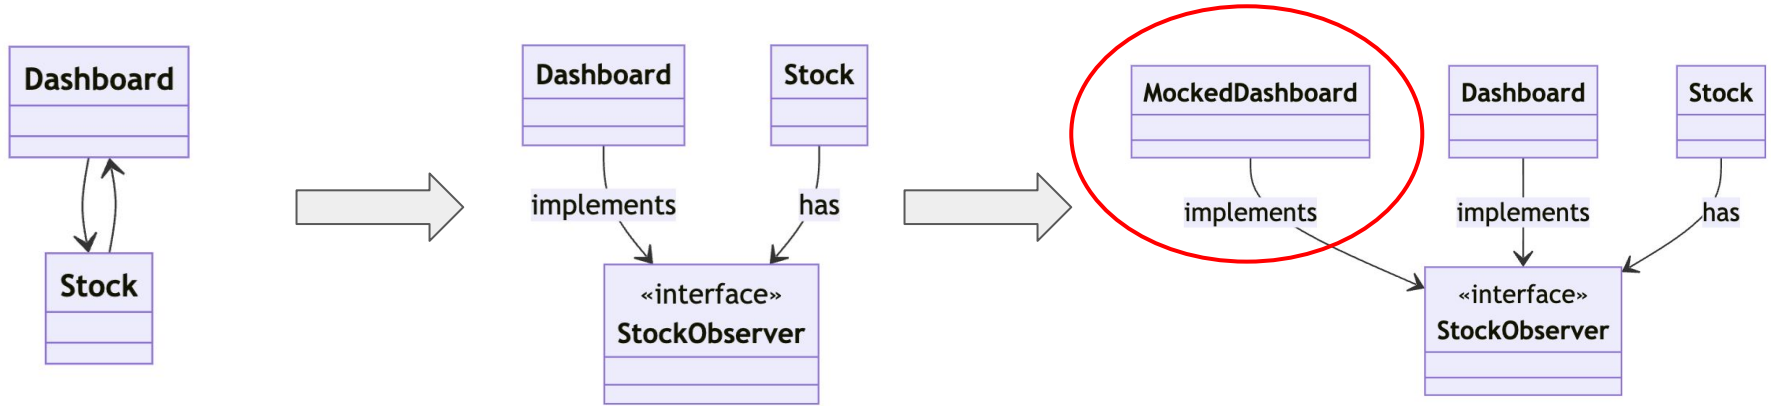 Dashboard
Stock
Dashboard
Stock
implements
has
«interface»
StockObserver
MockedDashboard
Dashboard
Stock
implements
implements
has
«interface»
StockObserver